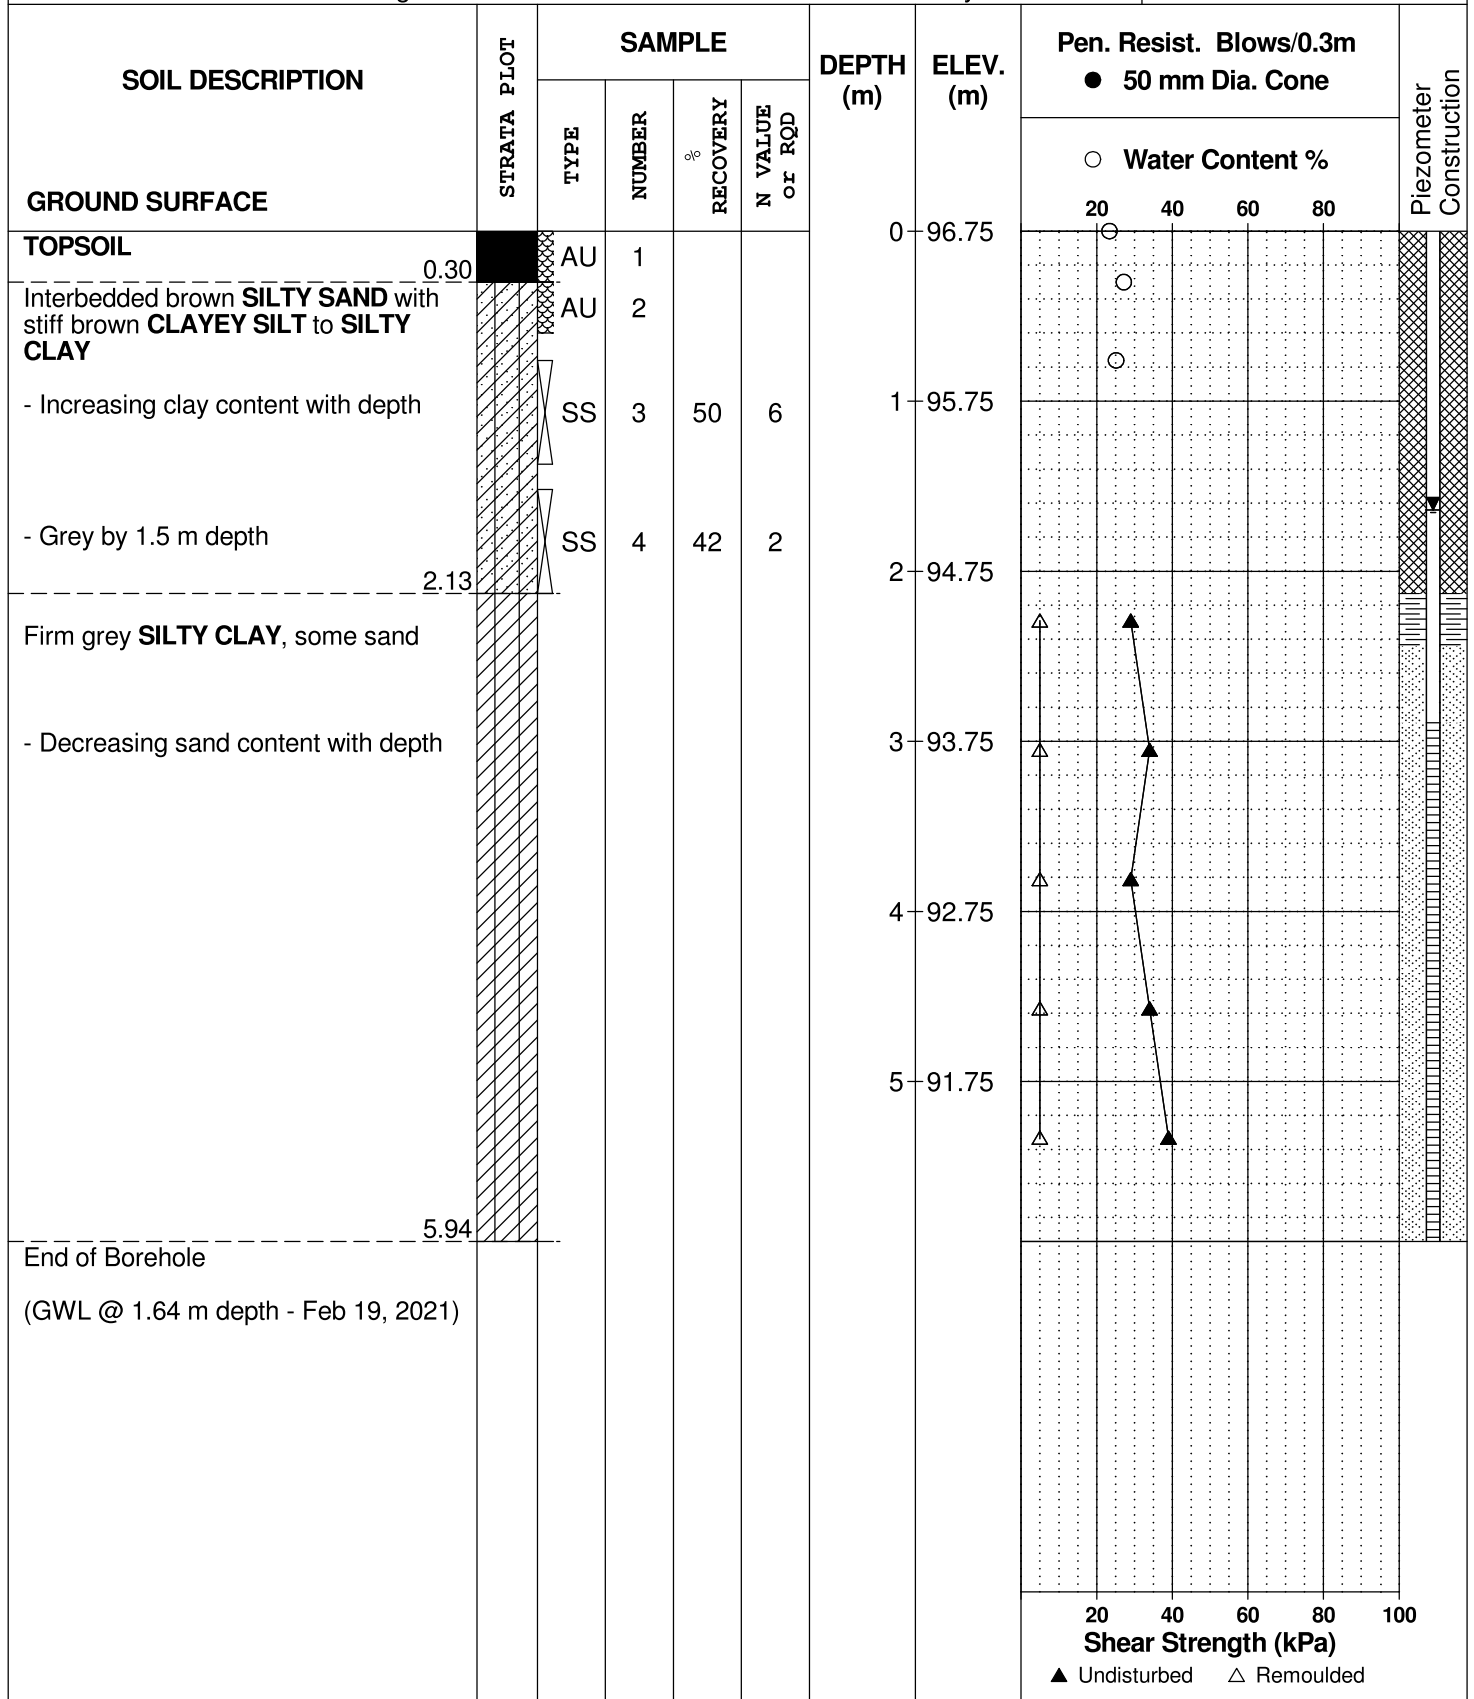 SOIL DESCRIPTION
GROUND SURFACE
STRATA PLOT
SAMPLE
TYPE
NUMBER
%
RECOVERY
N VALUE
or RQD
DEPTH
(m)
ELEV.
(m)
Pen. Resist. Blows/0.3m
● 50 mm Dia. Cone
○ Water Content %
20 40 60 80
Piezometer
Construction
TOPSOIL
0.30
AU 1
0 96.75
Interbedded brown SILTY SAND with
stiff brown CLAYEY SILT to SILTY
CLAY
AU 2
- Increasing clay content with depth
SS 3 50 6
1 95.75
- Grey by 1.5 m depth
SS 4 42 2
2.13
2 94.75
Firm grey SILTY CLAY, some sand
- Decreasing sand content with depth
3 93.75
4 92.75
5 91.75
5.94
End of Borehole
(GWL @ 1.64 m depth - Feb 19, 2021)
20 40 60 80 100
Shear Strength (kPa)
▲ Undisturbed △ Remoulded